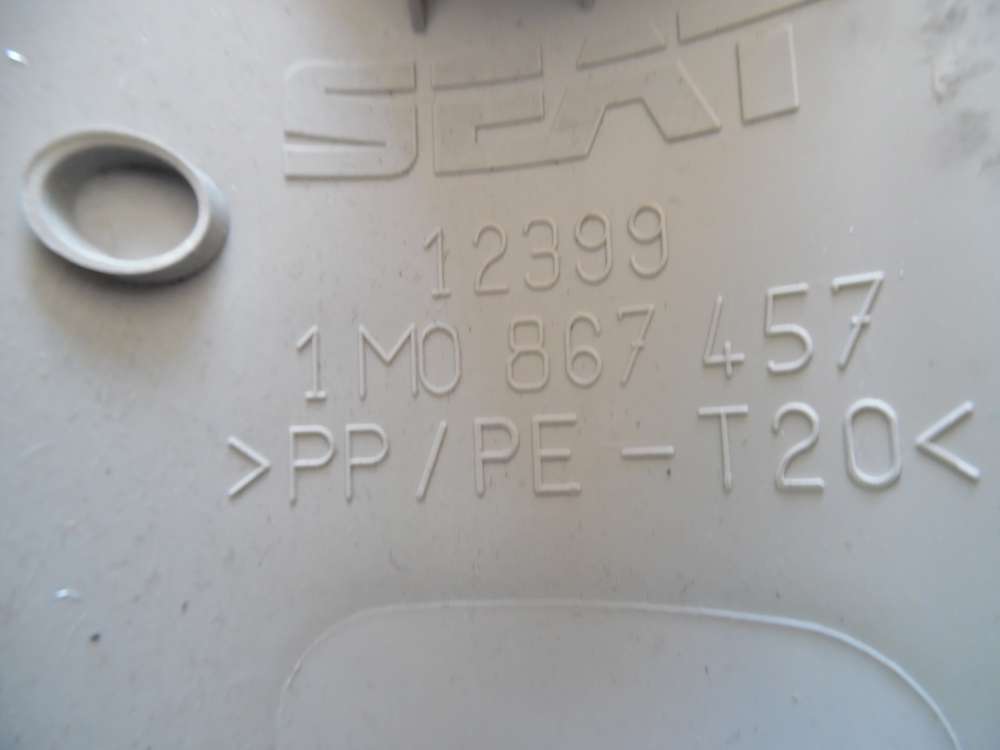 SEAT
12399
1M0 867 457
>PP/PE-T20<